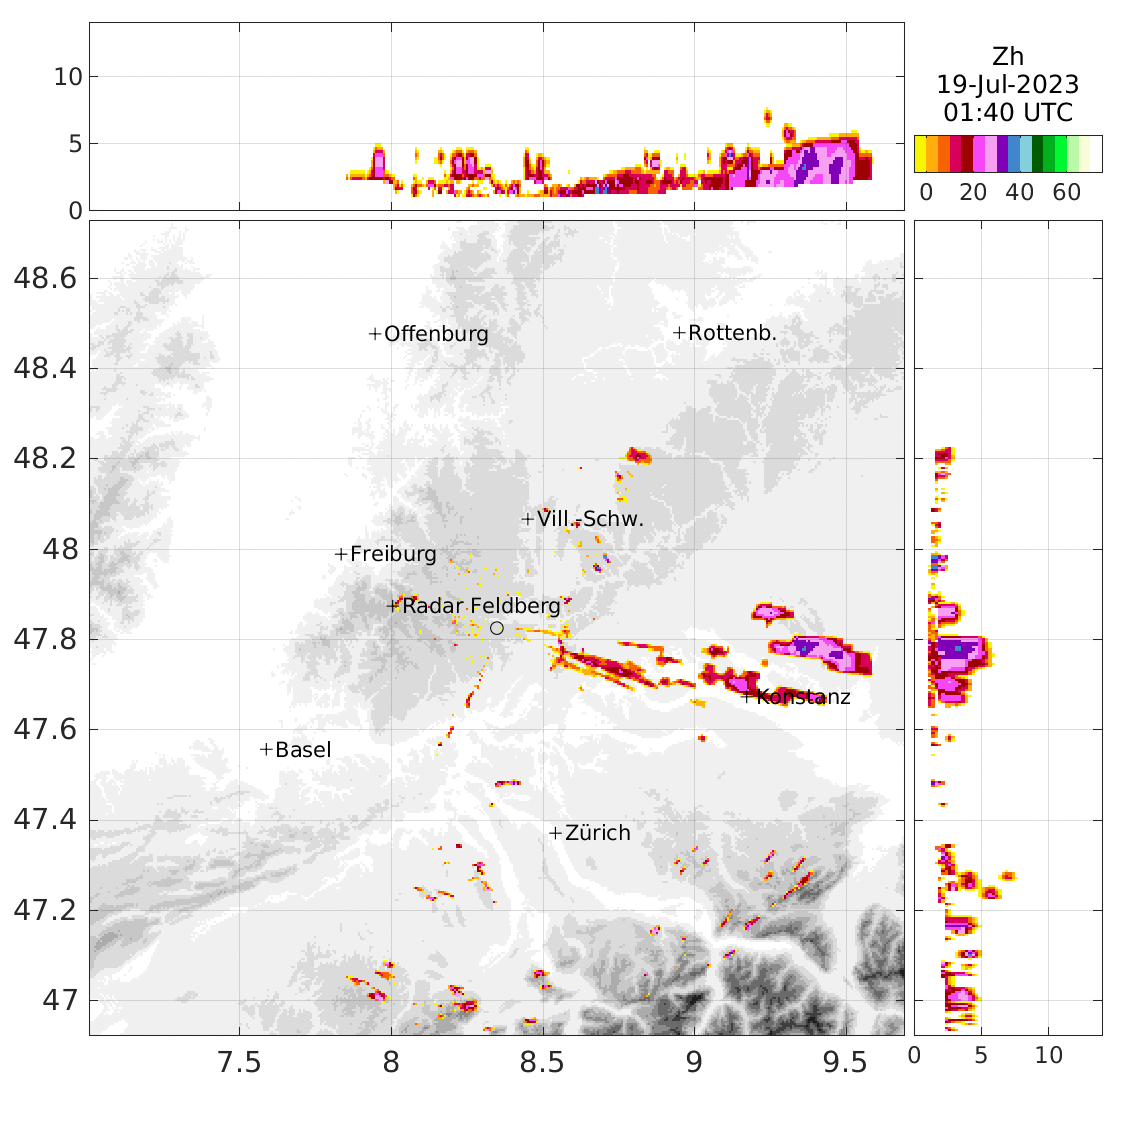 10
5
0
Zh
19-Jul-2023
01:40 UTC
0 20 40 60
48.6
48.4
48.2
48
47.8
47.6
47.4
47.2
47
+Offenburg
+Rottenb.
+Vill.-Schw.
+Freiburg
+Radar Feldberg
+Konstanz
+Basel
+Zürich
7.5 8 8.5 9 9.5
0 5 10